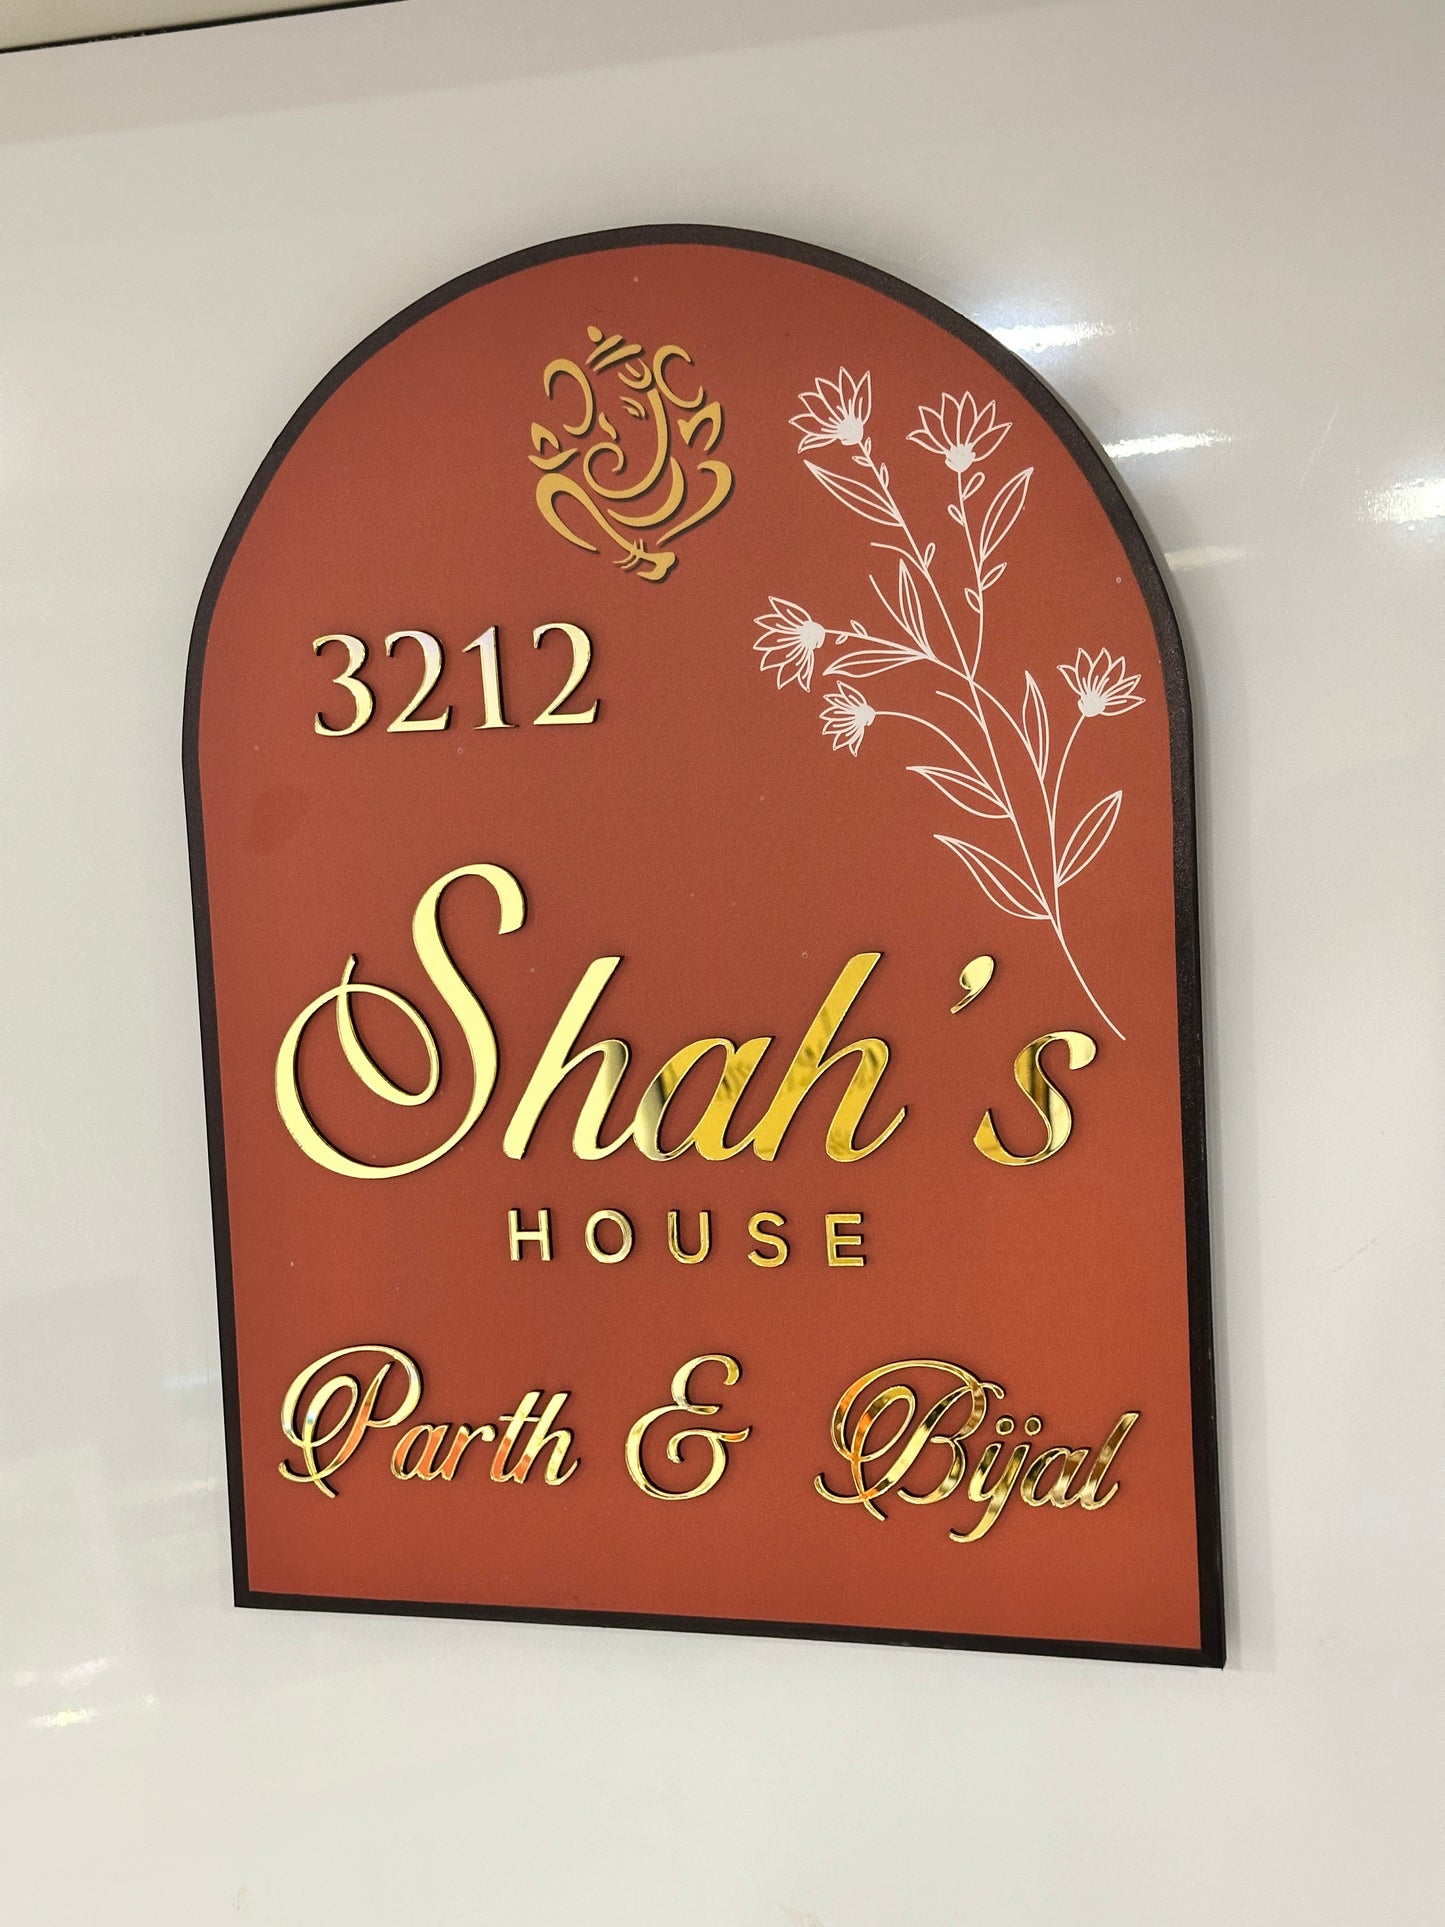 3212
Shah's
HOUSE
Parth & Bijal